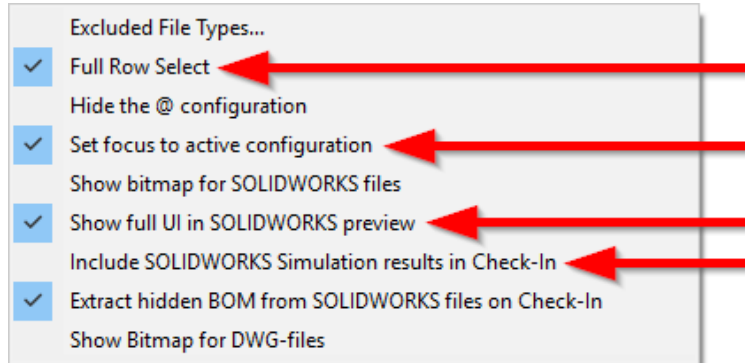 Excluded File Types...
Full Row Select
Hide the @ configuration
Set focus to active configuration
Show bitmap for SOLIDWORKS files
Show full UI in SOLIDWORKS preview
Include SOLIDWORKS Simulation results in Check-In
Extract hidden BOM from SOLIDWORKS files on Check-In
Show Bitmap for DWG-files